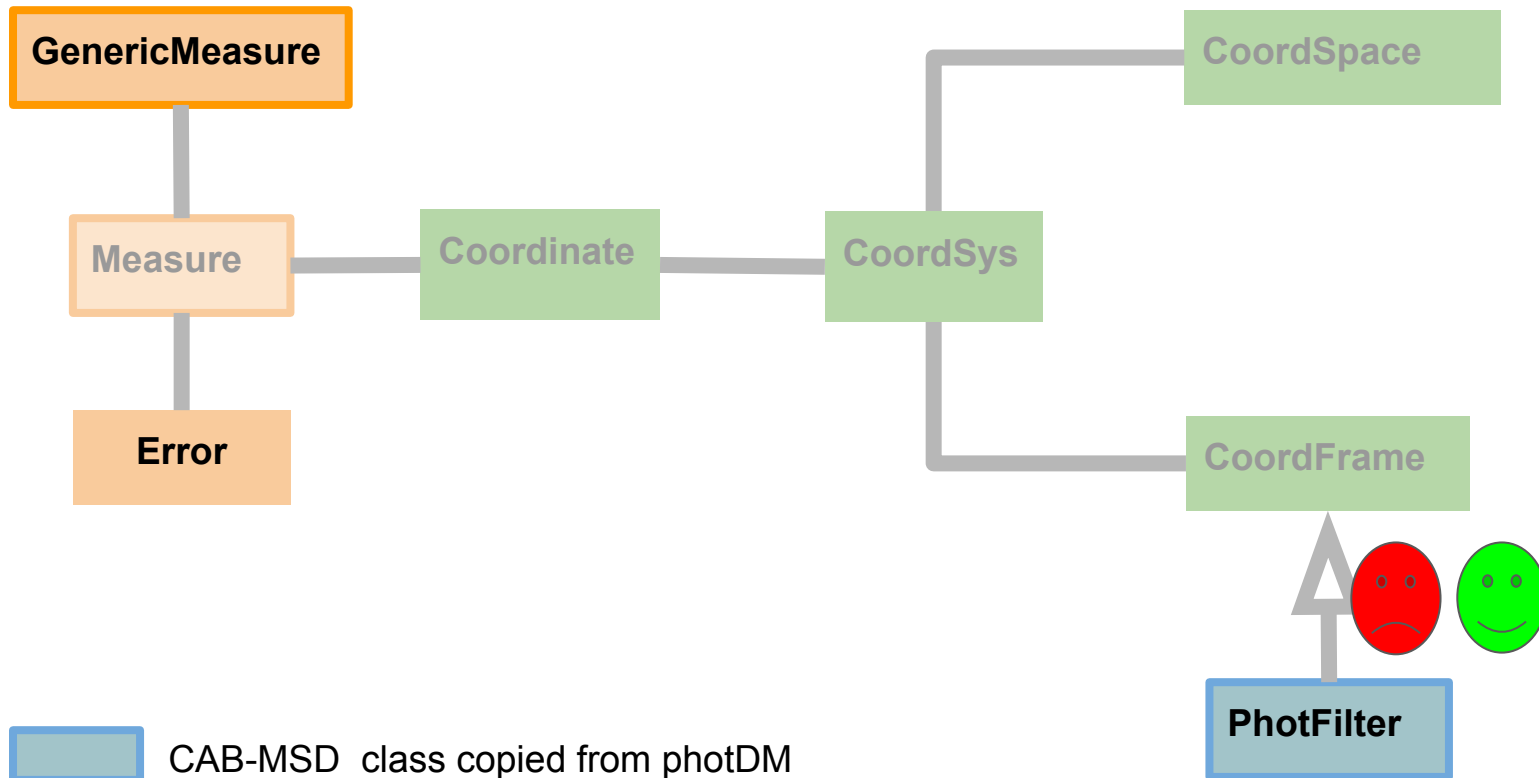 GenericMeasure
CoordSpace
Measure
Coordinate
CoordSys
Error
CoordFrame
PhotFilter
CAB-MSD class copied from photDM